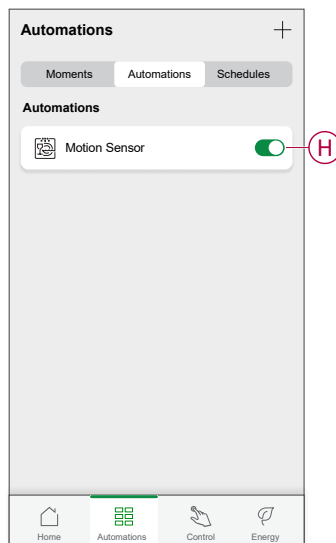 Automations
Moments Automations Schedules
Automations
Motion Sensor
H
Home Automations Control Energy